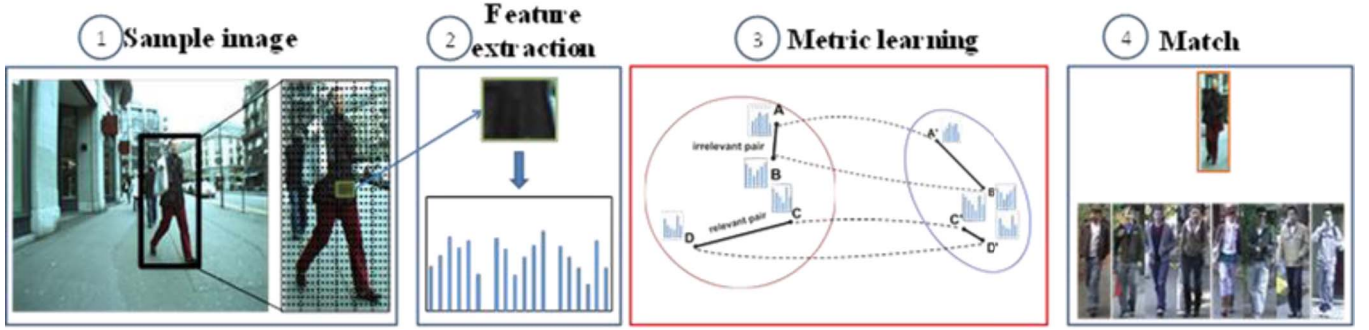 1 Sample image
2 Feature
extraction
3 Metric learning
4 Match
A
irrelevant pair
B
C
relevant pair
D
A'
B'
C'
D'